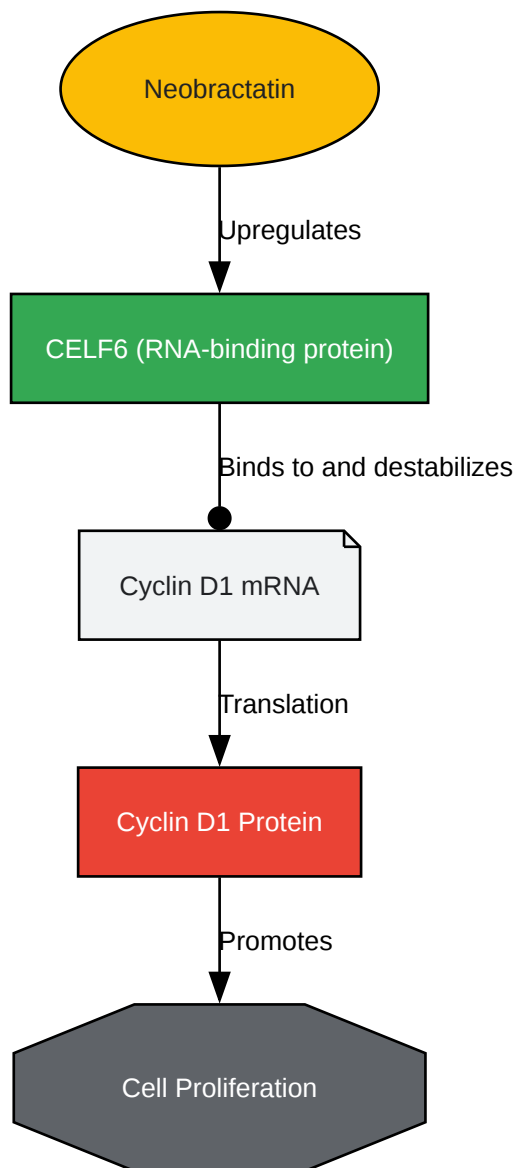 Neobractatin
Upregulates
CELF6 (RNA-binding protein)
Binds to and destabilizes
Cyclin D1 mRNA
Translation
Cyclin D1 Protein
Promotes
Cell Proliferation